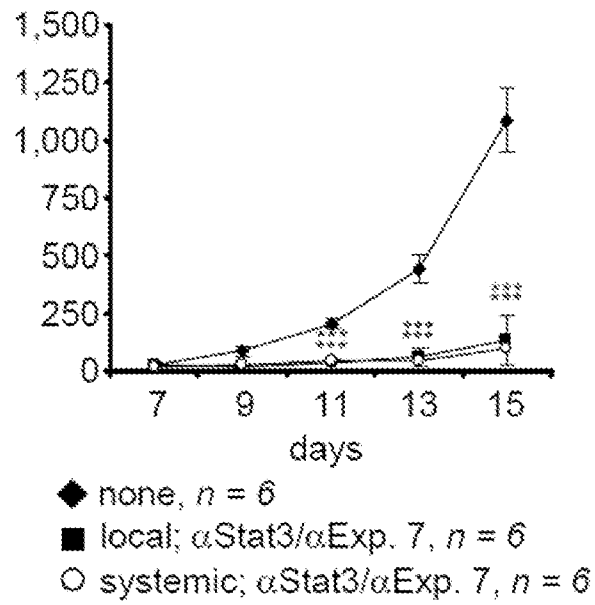 1,500
1,250
1,000
750
500
250
0
‡‡‡
‡‡‡
‡‡‡
7 9 11 13 15
days
none, n = 6
local; αStat3/αExp. 7, n = 6
systemic; αStat3/αExp. 7, n = 6